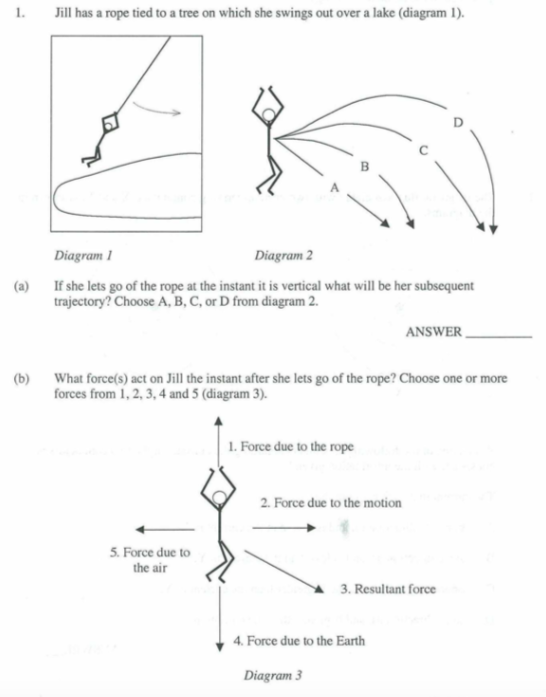 1. Jill has a rope tied to a tree on which she swings out over a lake (diagram 1).
A
B
C
D
Diagram 1
Diagram 2
(a) If she lets go of the rope at the instant it is vertical what will be her subsequent
trajectory? Choose A, B, C, or D from diagram 2.
ANSWER
(b) What force(s) act on Jill the instant after she lets go of the rope? Choose one or more
forces from 1, 2, 3, 4 and 5 (diagram 3).
1. Force due to the rope
2. Force due to the motion
5. Force due to
the air
3. Resultant force
4. Force due to the Earth
Diagram 3